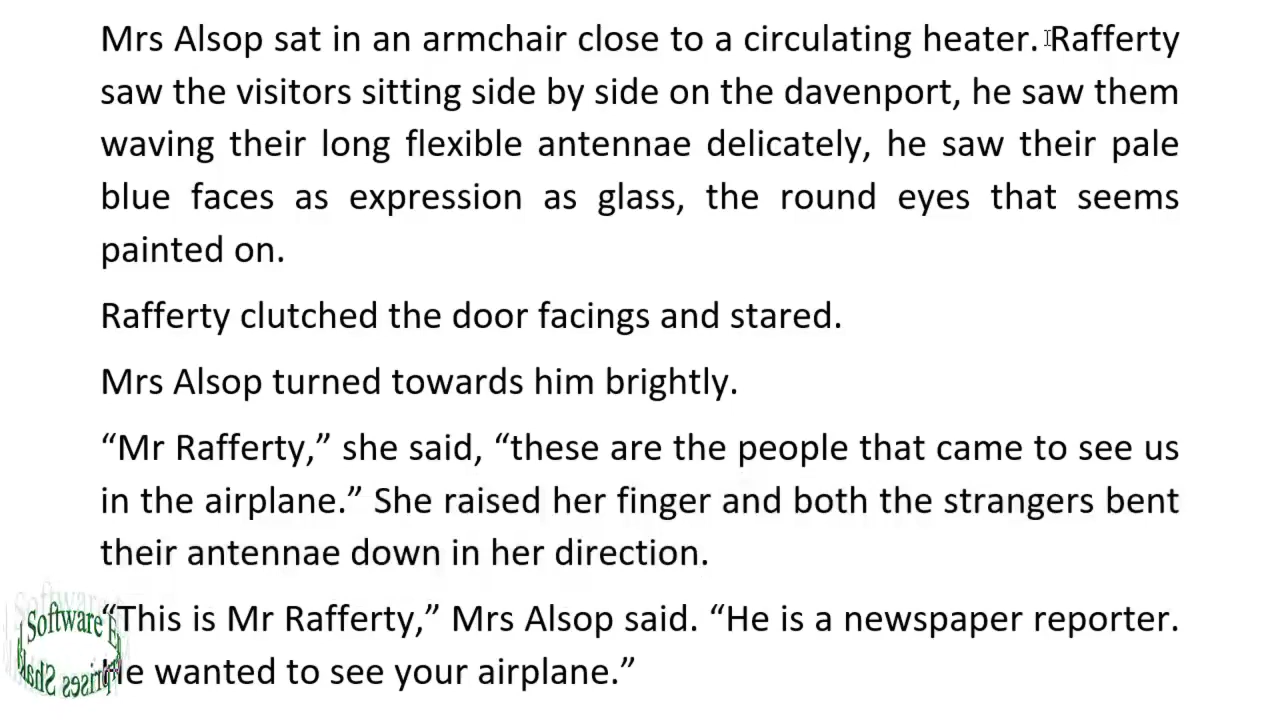 Mrs Alsop sat in an armchair close to a circulating heater. Rafferty
saw the visitors sitting side by side on the davenport, he saw them
waving their long flexible antennae delicately, he saw their pale
blue faces as expression as glass, the round eyes that seems
painted on.
Rafferty clutched the door facings and stared.
Mrs Alsop turned towards him brightly.
“Mr Rafferty,” she said, “these are the people that came to see us
in the airplane.” She raised her finger and both the strangers bent
their antennae down in her direction.
“This is Mr Rafferty,” Mrs Alsop said. “He is a newspaper reporter.
He wanted to see your airplane.”
Software